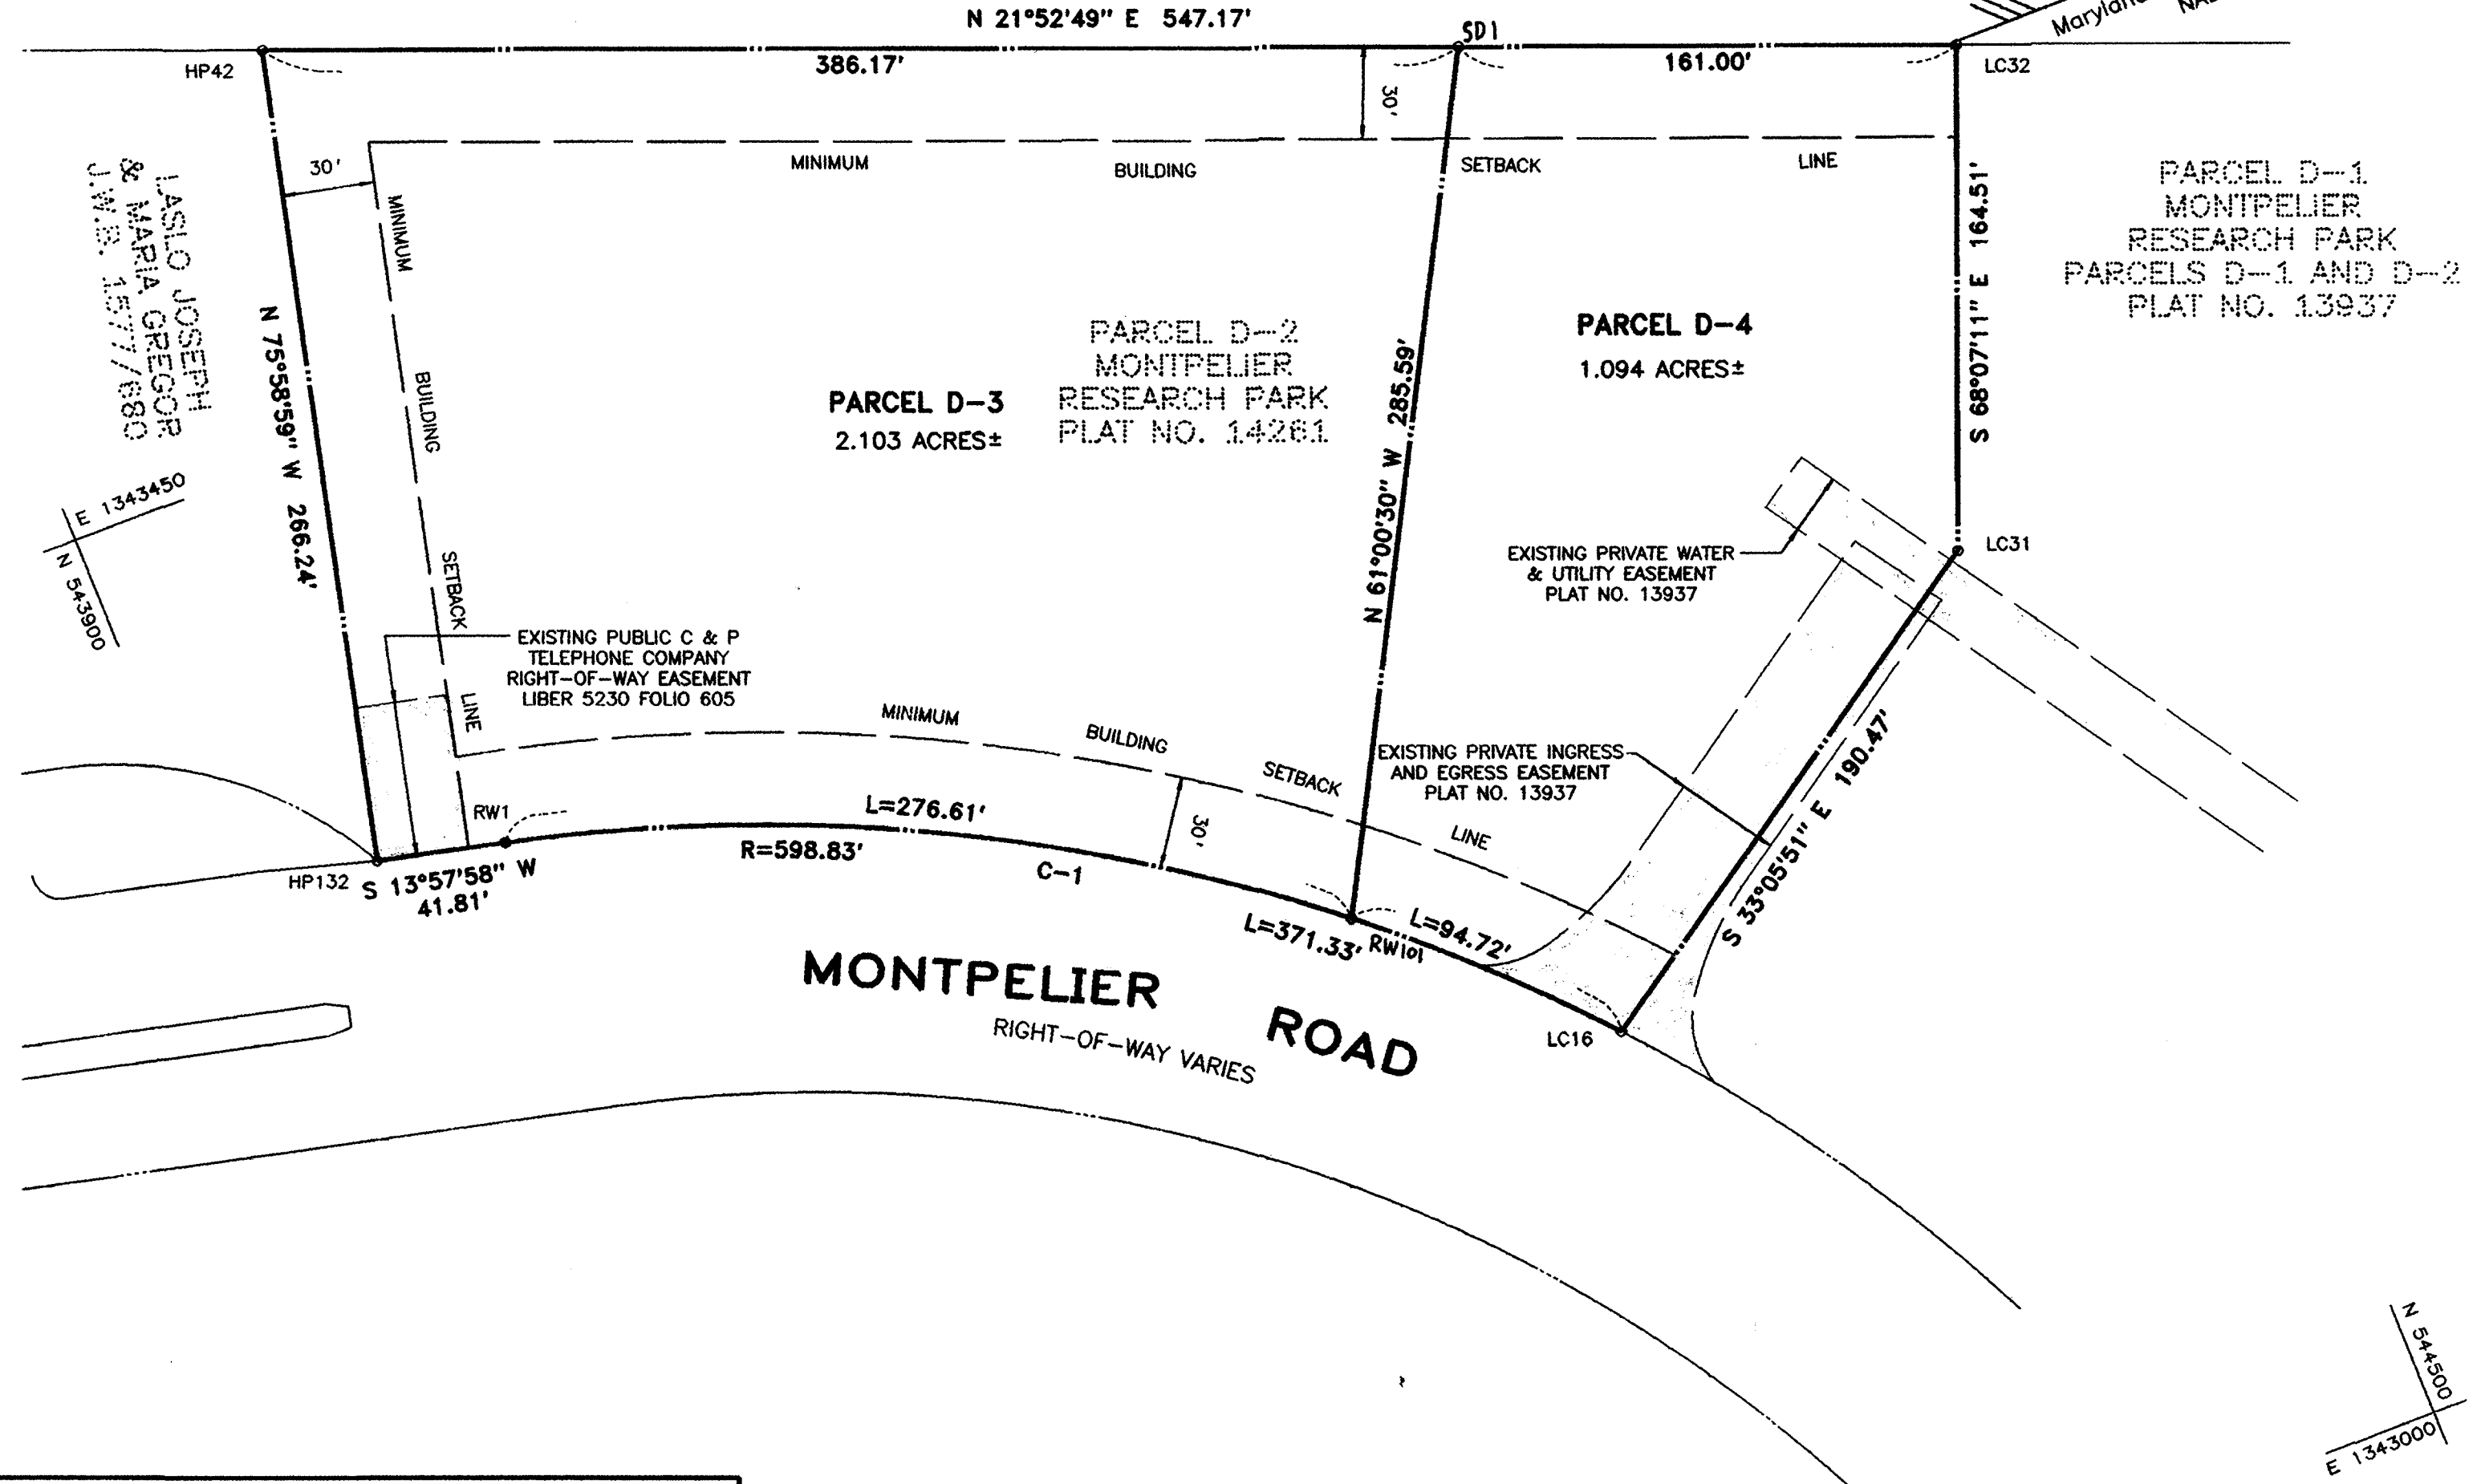 N 21°52'49" E 547.17'
Maryland
HP42
386.17'
SD1
161.00'
LC32
30'
30'
MINIMUM
BUILDING
SETBACK
LINE
MINIMUM
BUILDING
SETBACK
LINE
LASLO JOSEPH
& MARIA GREGOR
J.W.B. 1577/680
N 75°58'59" W 266.24'
E 1343450
N 543900
PARCEL D-3
2.103 ACRES±
PARCEL D-2
MONTPELIER
RESEARCH PARK
PLAT NO. 14261
N 61°00'30" W 285.59'
PARCEL D-4
1.094 ACRES±
S 68°07'11" E 164.51'
PARCEL D-1
MONTPELIER
RESEARCH PARK
PARCELS D-1 AND D-2
PLAT NO. 13937
EXISTING PRIVATE WATER
& UTILITY EASEMENT
PLAT NO. 13937
LC31
EXISTING PUBLIC C & P
TELEPHONE COMPANY
RIGHT-OF-WAY EASEMENT
LIBER 5230 FOLIO 605
MINIMUM
BUILDING
SETBACK
LINE
EXISTING PRIVATE INGRESS
AND EGRESS EASEMENT
PLAT NO. 13937
S 33°05'51" E 190.47'
RW1
L=276.61'
R=598.83'
C-1
30'
HP132
S 13°57'58" W
41.81'
L=371.33'
RW101
L=94.72'
LC16
MONTPELIER ROAD
RIGHT-OF-WAY VARIES
N 544500
E 1343000